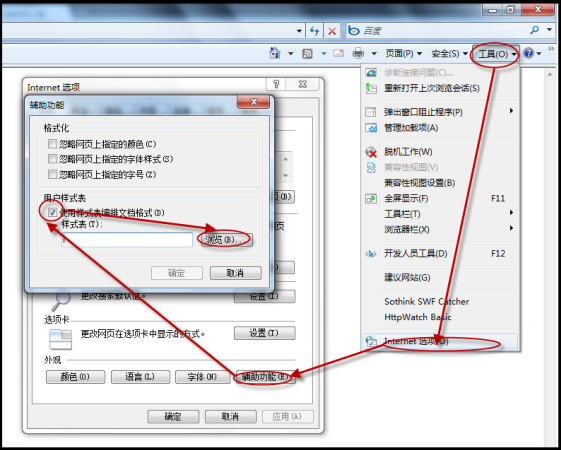 百度
页面(P)
安全(S)
工具(O)
诊断连接问题(C)...
重新打开上次浏览会话(S)
弹出窗口阻止程序(P)
管理加载项(A)
脱机工作(W)
兼容性视图(V)
兼容性视图设置(B)
全屏显示(F) F11
工具栏(T)
浏览器栏(X)
开发人员工具(D) F12
建议网站(G)
Sothink SWF Catcher
HttpWatch Basic
Internet 选项(O)
Internet 选项
辅助功能
格式化
忽略网页上指定的颜色(C)
忽略网页上指定的字体样式(S)
忽略网页上指定的字号(Z)
用户样式表
使用样式表编排文档格式(D)
样式表(T):
浏览(B)...
确定 取消
更改搜索默认值。 设置(I)
选项卡
更改网页在选项卡中显示的方式。 设置(T)
外观
颜色(O) 语言(L) 字体(N) 辅助功能(E)
确定 取消 应用(A)